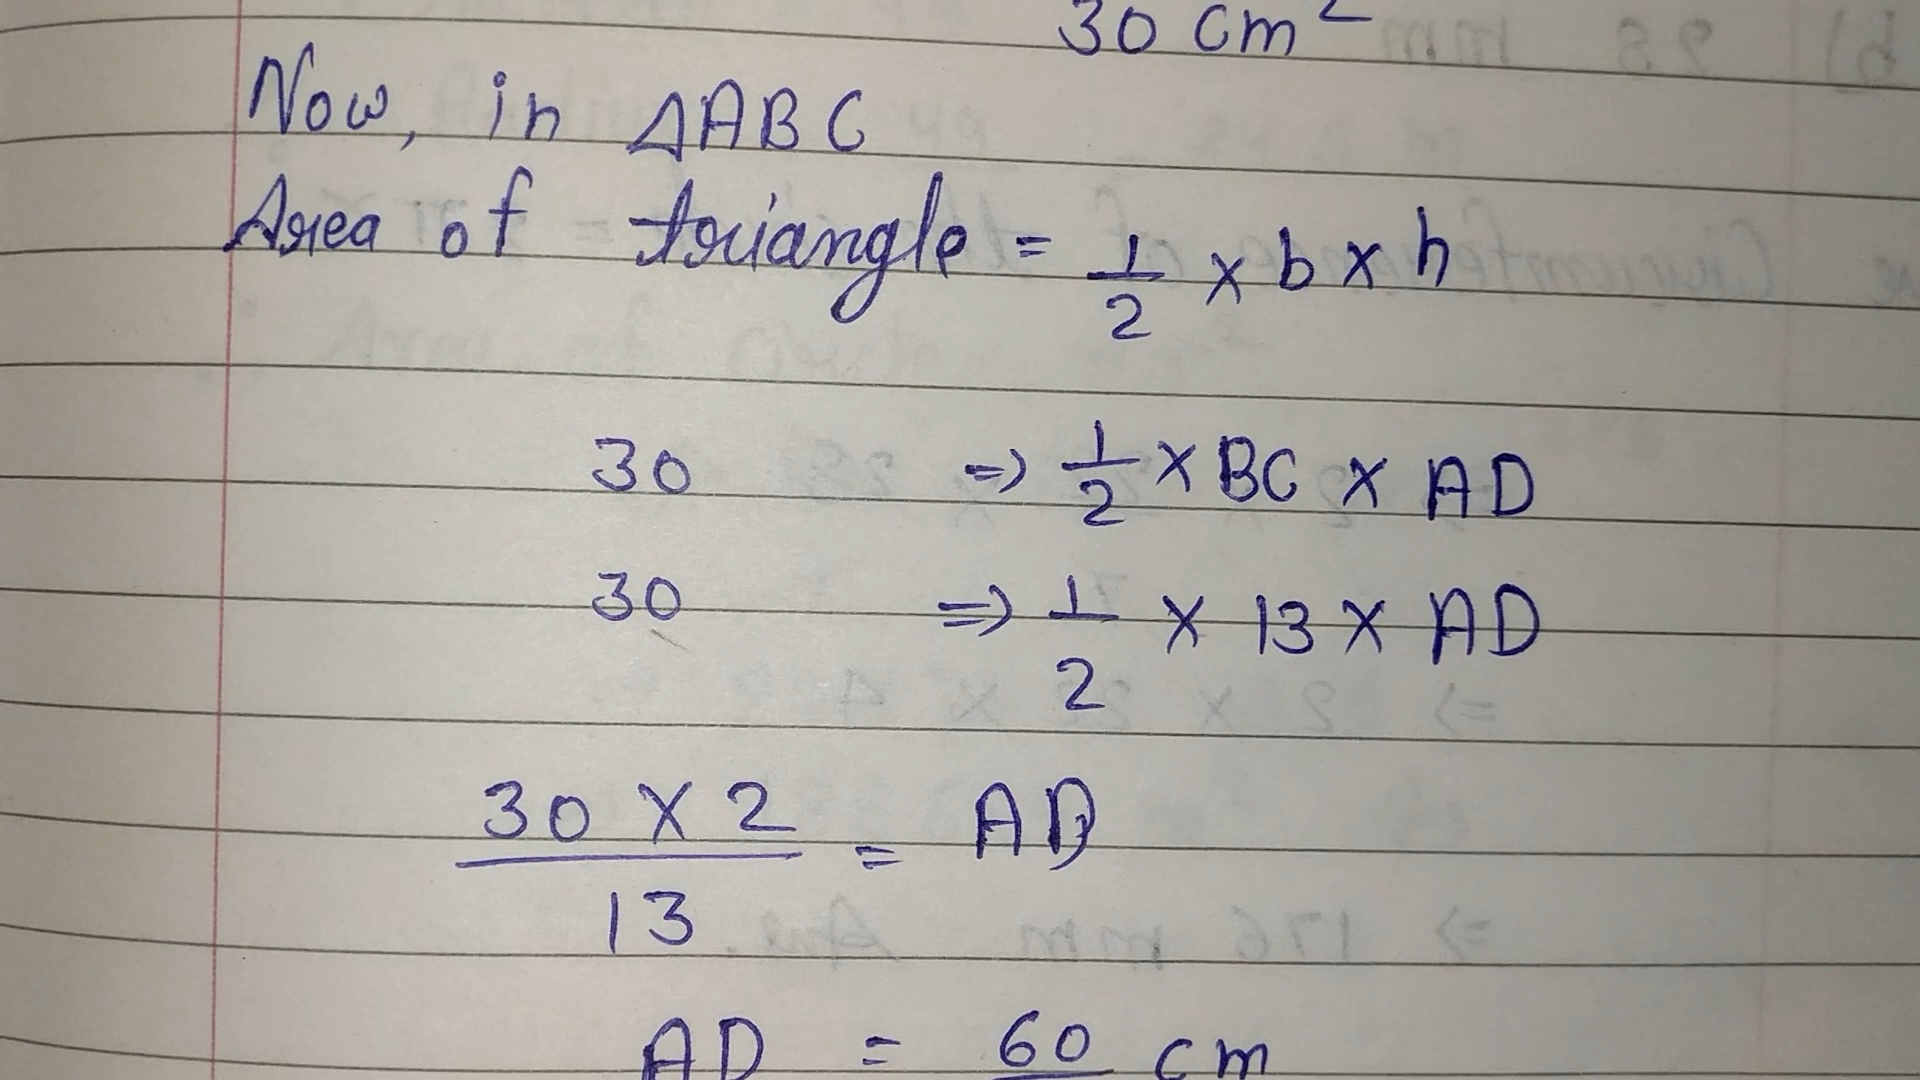 30 cm²
Now, in △ABC
Area of triangle = 1/2 × b × h
30 => 1/2 × BC × AD
30 => 1/2 × 13 × AD
30 × 2 / 13 = AD
AD = 60 cm